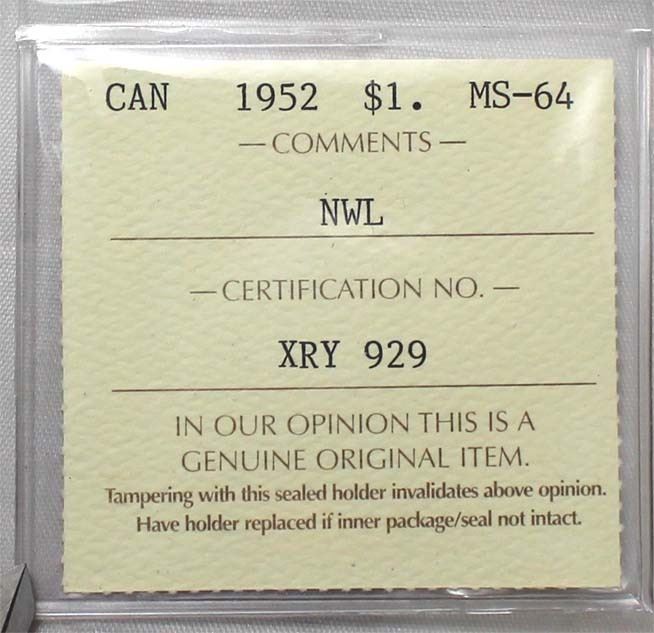 CAN 1952 $1. MS-64
— COMMENTS —
NWL
— CERTIFICATION NO. —
XRY 929
IN OUR OPINION THIS IS A
GENUINE ORIGINAL ITEM.
Tampering with this sealed holder invalidates above opinion.
Have holder replaced if inner package/seal not intact.